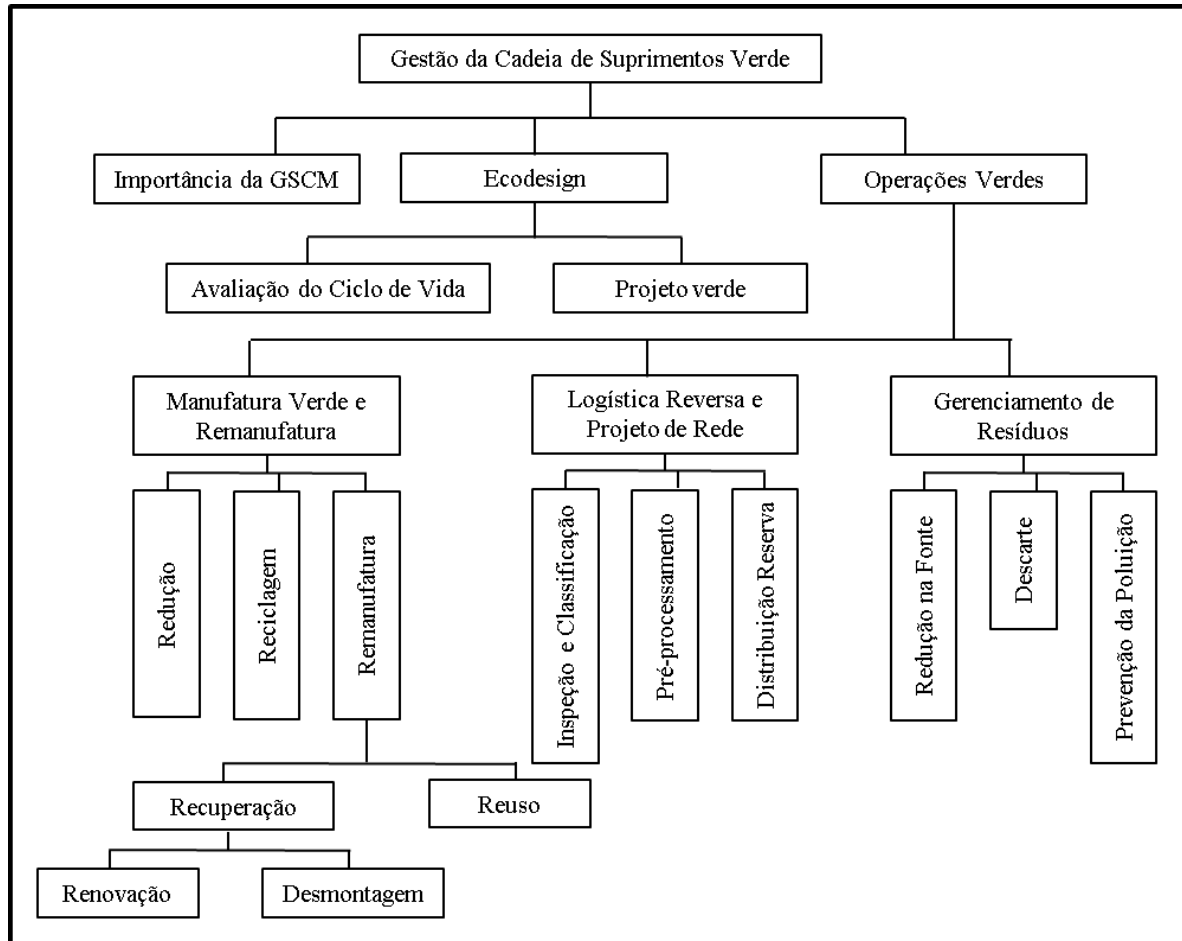 Gestão da Cadeia de Suprimentos Verde
Importância da GSCM
Ecodesign
Operações Verdes
Avaliação do Ciclo de Vida
Projeto verde
Manufatura Verde e
Remanufatura
Logística Reversa e
Projeto de Rede
Gerenciamento de
Resíduos
Redução
Reciclagem
Remanufatura
Inspeção e Classificação
Pré-processamento
Distribuição Reserva
Redução na Fonte
Descarte
Prevenção da Poluição
Recuperação
Reuso
Renovação
Desmontagem